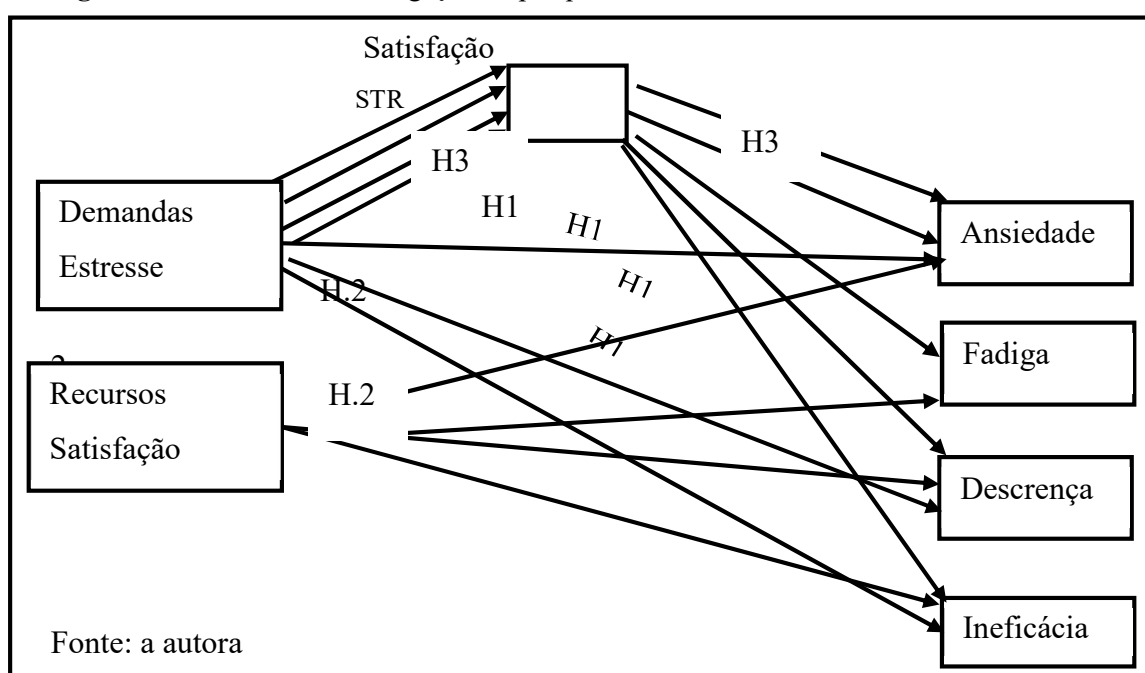 Satisfação
STR
H3
H3
Demandas
Estresse
H1
H1
Ansiedade
H.2
H1
H1
Fadiga
Recursos
Satisfação
H.2
Descrença
Ineficácia
Fonte: a autora